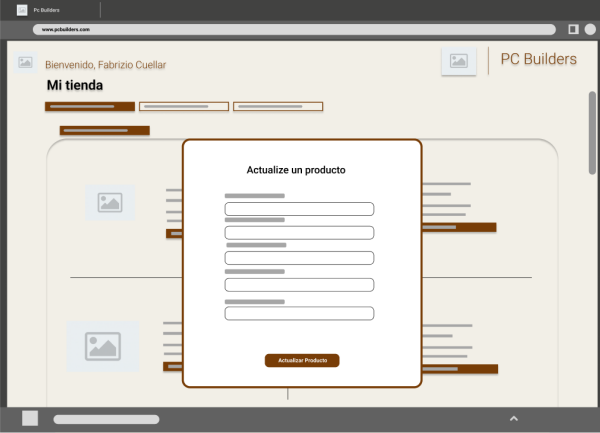 Pc Builders
www.pcbuilders.com
Bienvenido, Fabrizio Cuellar
PC Builders
Mi tienda
Actualize un producto
Actualizar Producto